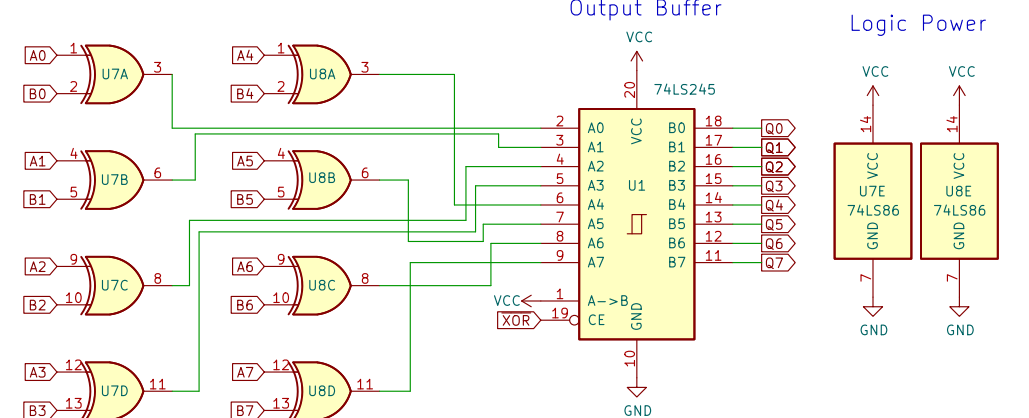 Output Buffer
Logic Power
A0 1 U7A 3
B0 2
A4 1 U8A 3
B4 2
A1 4 U7B 6
B1 5
A5 4 U8B 6
B5 5
A2 9 U7C 8
B2 10
A6 9 U8C 8
B6 10
A3 12 U7D 11
B3 13
A7 12 U8D 11
B7 13
VCC
20 74LS245
VCC
2 A0 B0 18 Q0
3 A1 B1 17 Q1
4 A2 B2 16 Q2
5 A3 U1 B3 15 Q3
6 A4 B4 14 Q4
7 A5 B5 13 Q5
8 A6 B6 12 Q6
9 A7 B7 11 Q7
VCC 1 A->B
XOR 19 CE
GND
10
GND
VCC
14
VCC
U7E
74LS86
GND
7
GND
VCC
14
VCC
U8E
74LS86
GND
7
GND